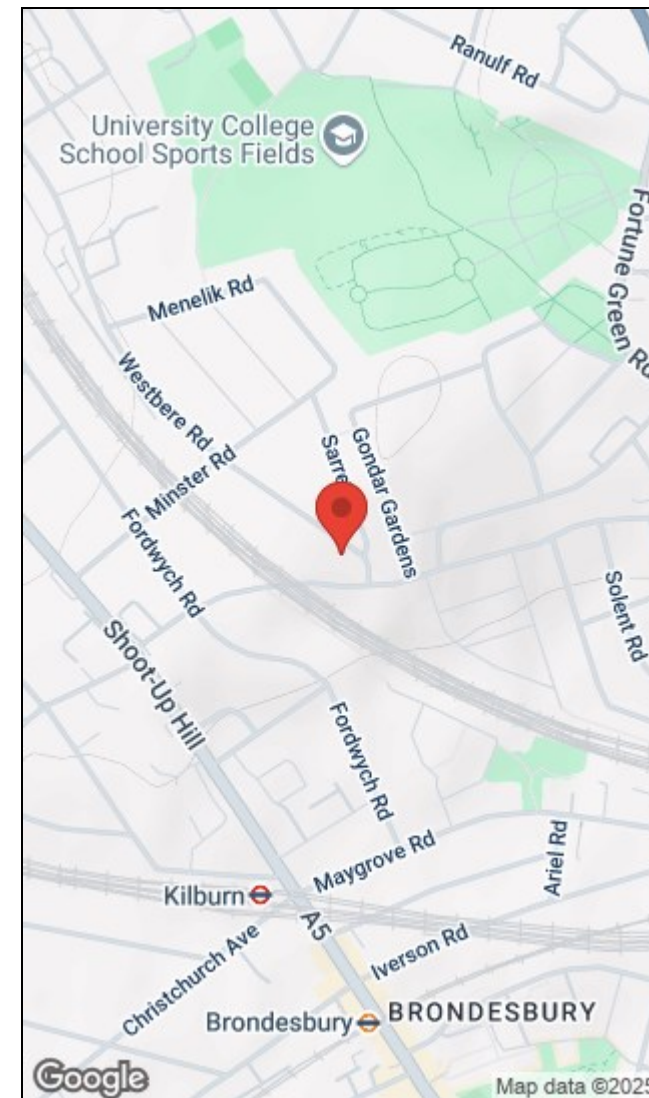 Ranulf Rd
University College
School Sports Fields
Fortune Green Rd
Menelik Rd
Westbere Rd
Minster Rd
Sarre
Gondar Gardens
Fordwych Rd
Solent Rd
Shoot-Up Hill
Fordwych Rd
Maygrove Rd
Ariel Rd
Kilburn
A5
Christchurch Ave
Iverson Rd
Brondesbury
BRONDESBURY
Google
Map data ©2025